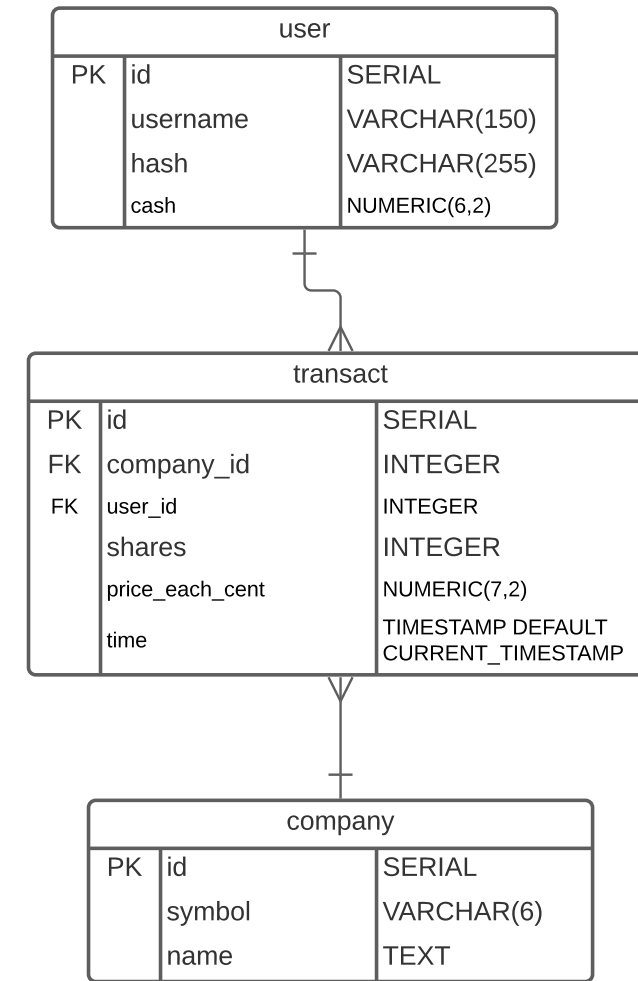 user
PK id SERIAL
username VARCHAR(150)
hash VARCHAR(255)
cash NUMERIC(6,2)
transact
PK id SERIAL
FK company_id INTEGER
FK user_id INTEGER
shares INTEGER
price_each_cent NUMERIC(7,2)
time TIMESTAMP DEFAULT
CURRENT_TIMESTAMP
company
PK id SERIAL
symbol VARCHAR(6)
name TEXT